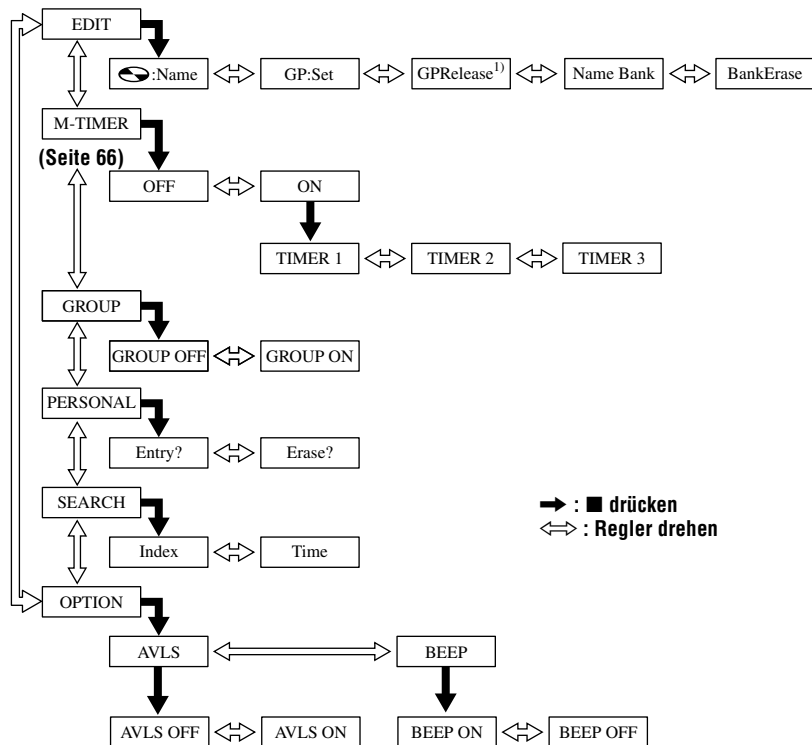 EDIT
:Name GP:Set GPRelease1) Name Bank BankErase
M-TIMER
(Seite 66)
OFF ON
TIMER 1 TIMER 2 TIMER 3
GROUP
GROUP OFF GROUP ON
PERSONAL
Entry? Erase?
SEARCH
: ■ drücken
: Regler drehen
Index Time
OPTION
AVLS BEEP
AVLS OFF AVLS ON BEEP ON BEEP OFF